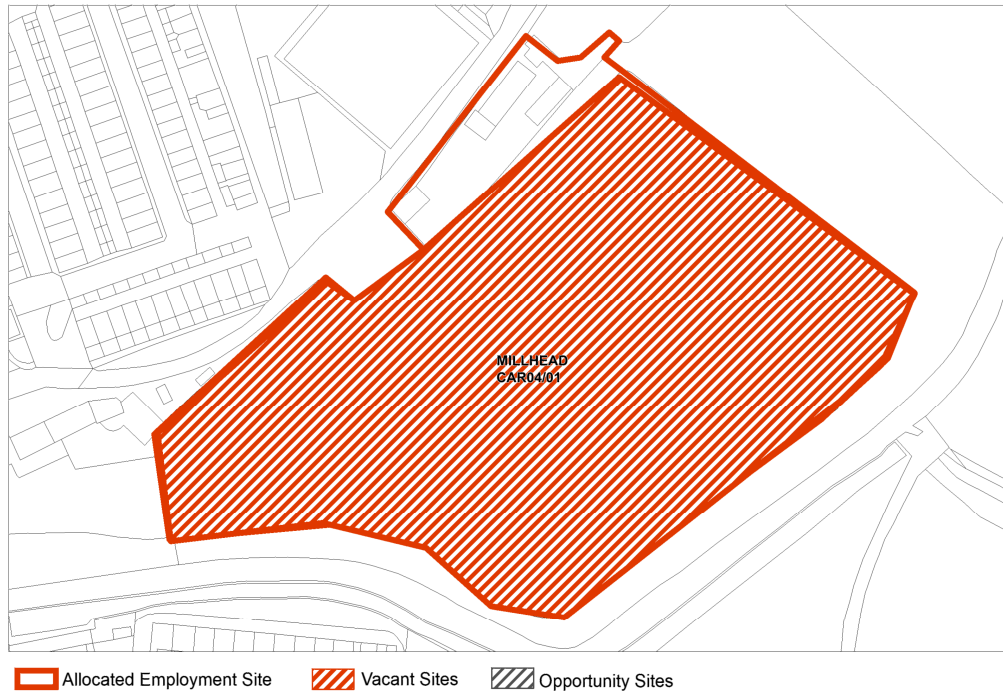 MILLHEAD
CAR04/01
Allocated Employment Site Vacant Sites Opportunity Sites